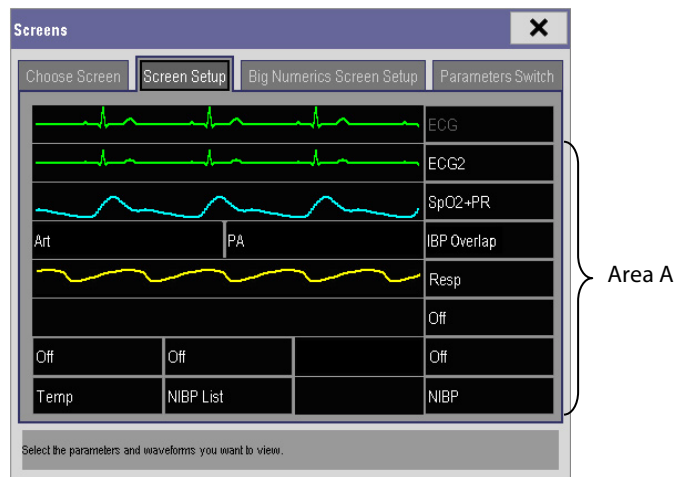 Screens
Choose Screen Screen Setup Big Numerics Screen Setup Parameters Switch
ECG
ECG2
SpO2+PR
Art PA IBP Overlap
Resp
Off
Off Off Off
Temp NIBP List NIBP
Area A
Select the parameters and waveforms you want to view.